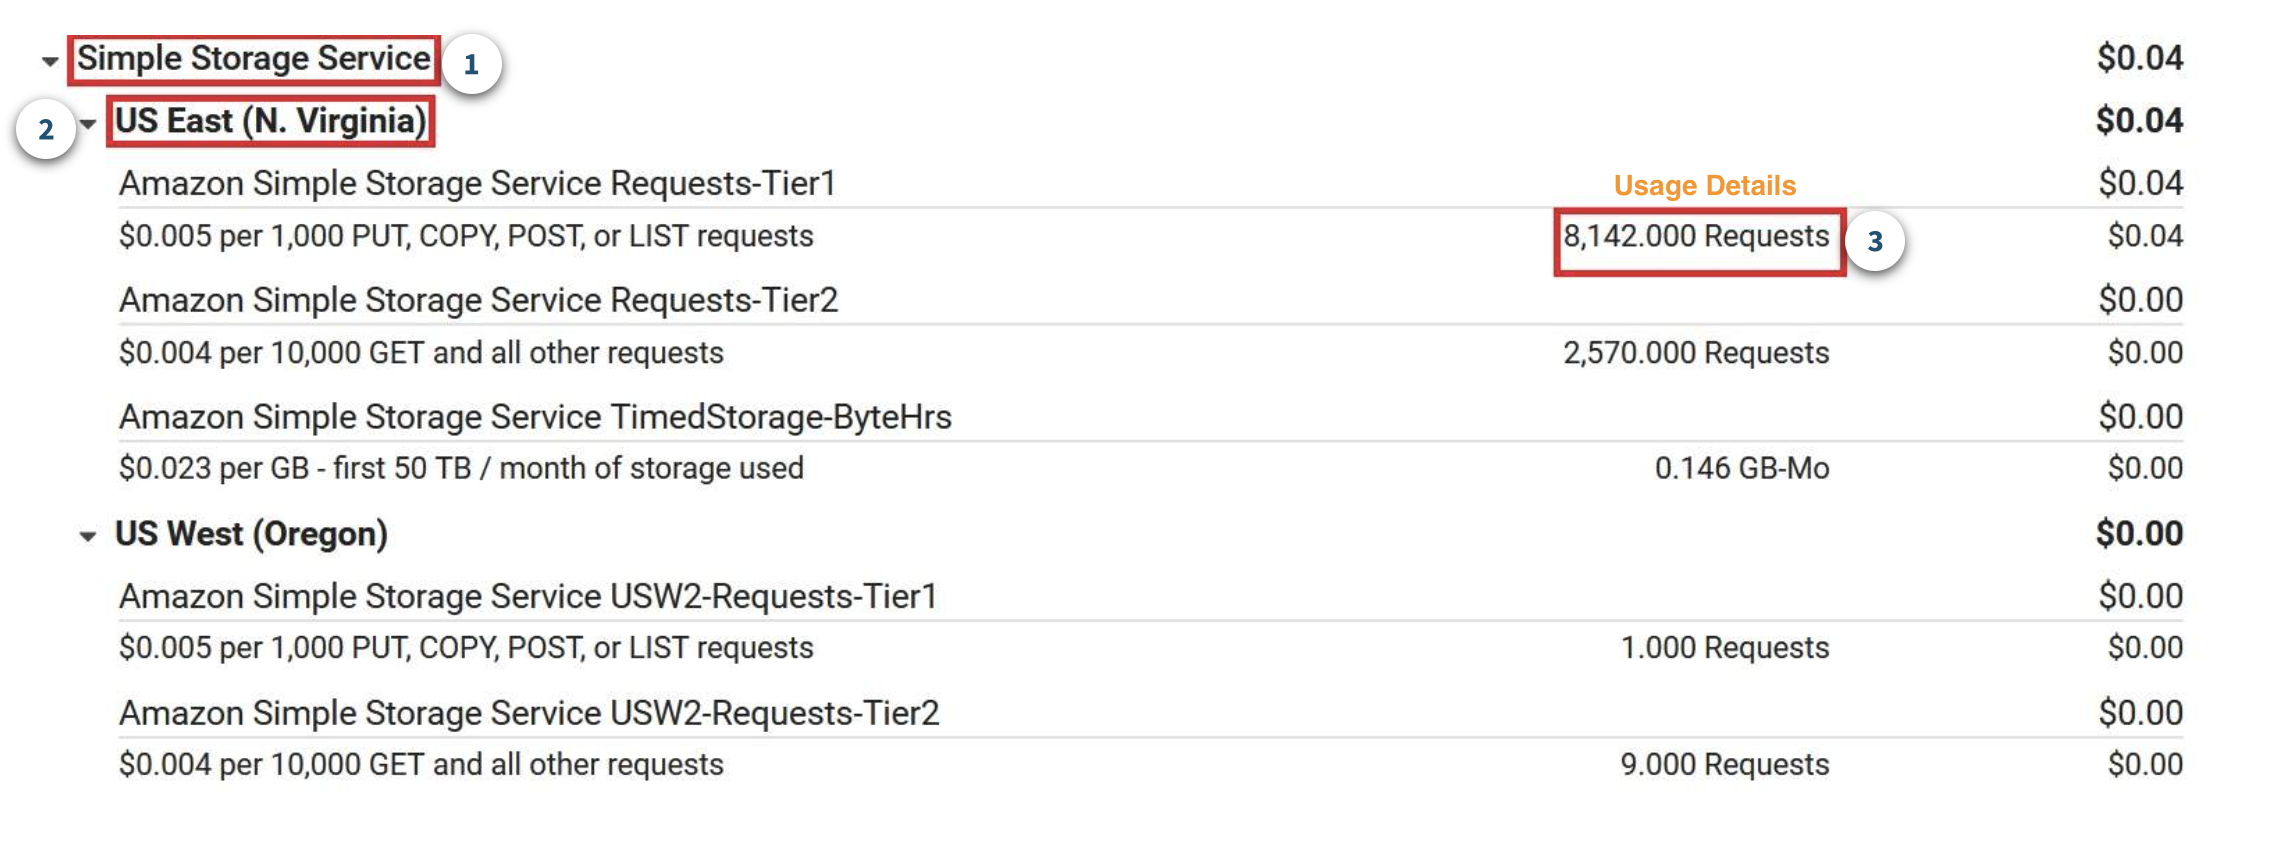 Simple Storage Service 1 $0.04
2 US East (N. Virginia) $0.04
Amazon Simple Storage Service Requests-Tier1 Usage Details $0.04
$0.005 per 1,000 PUT, COPY, POST, or LIST requests 8,142.000 Requests 3 $0.04
Amazon Simple Storage Service Requests-Tier2 $0.00
$0.004 per 10,000 GET and all other requests 2,570.000 Requests $0.00
Amazon Simple Storage Service TimedStorage-ByteHrs $0.00
$0.023 per GB - first 50 TB / month of storage used 0.146 GB-Mo $0.00
US West (Oregon) $0.00
Amazon Simple Storage Service USW2-Requests-Tier1 $0.00
$0.005 per 1,000 PUT, COPY, POST, or LIST requests 1.000 Requests $0.00
Amazon Simple Storage Service USW2-Requests-Tier2 $0.00
$0.004 per 10,000 GET and all other requests 9.000 Requests $0.00